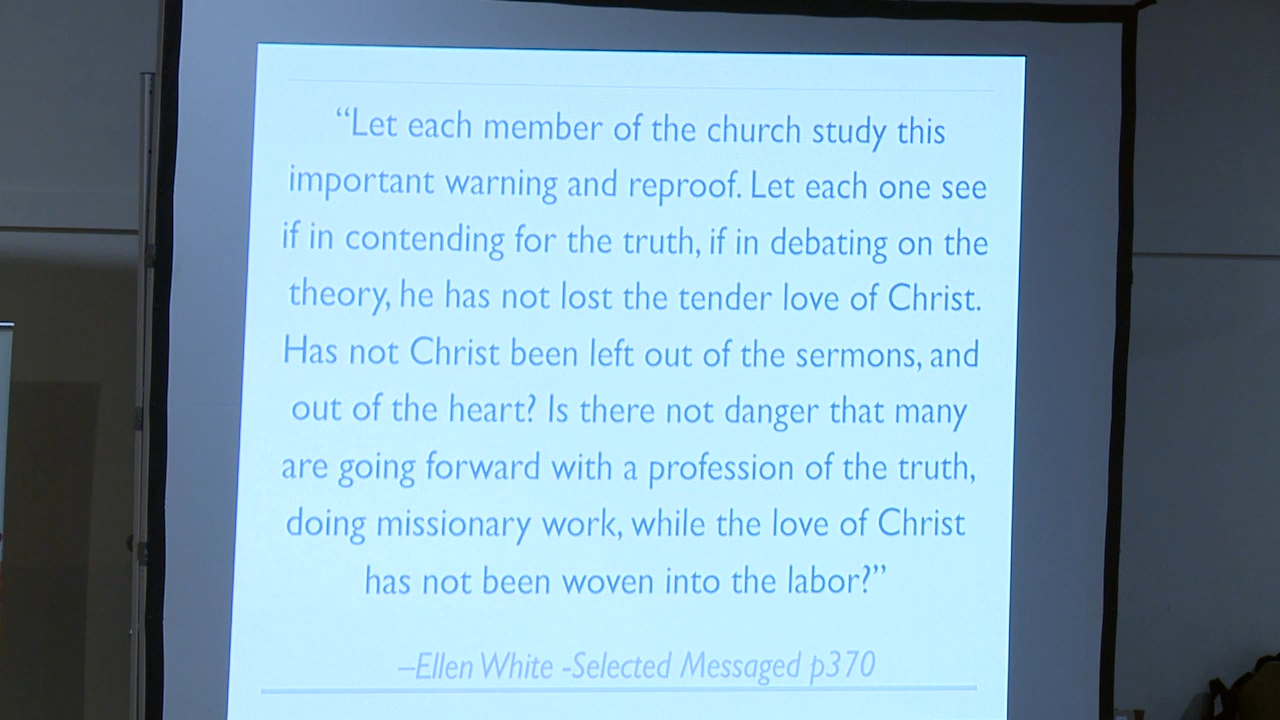 “Let each member of the church study this
important warning and reproof. Let each one see
if in contending for the truth, if in debating on the
theory, he has not lost the tender love of Christ.
Has not Christ been left out of the sermons, and
out of the heart? Is there not danger that many
are going forward with a profession of the truth,
doing missionary work, while the love of Christ
has not been woven into the labor?”
–Ellen White -Selected Messaged p370